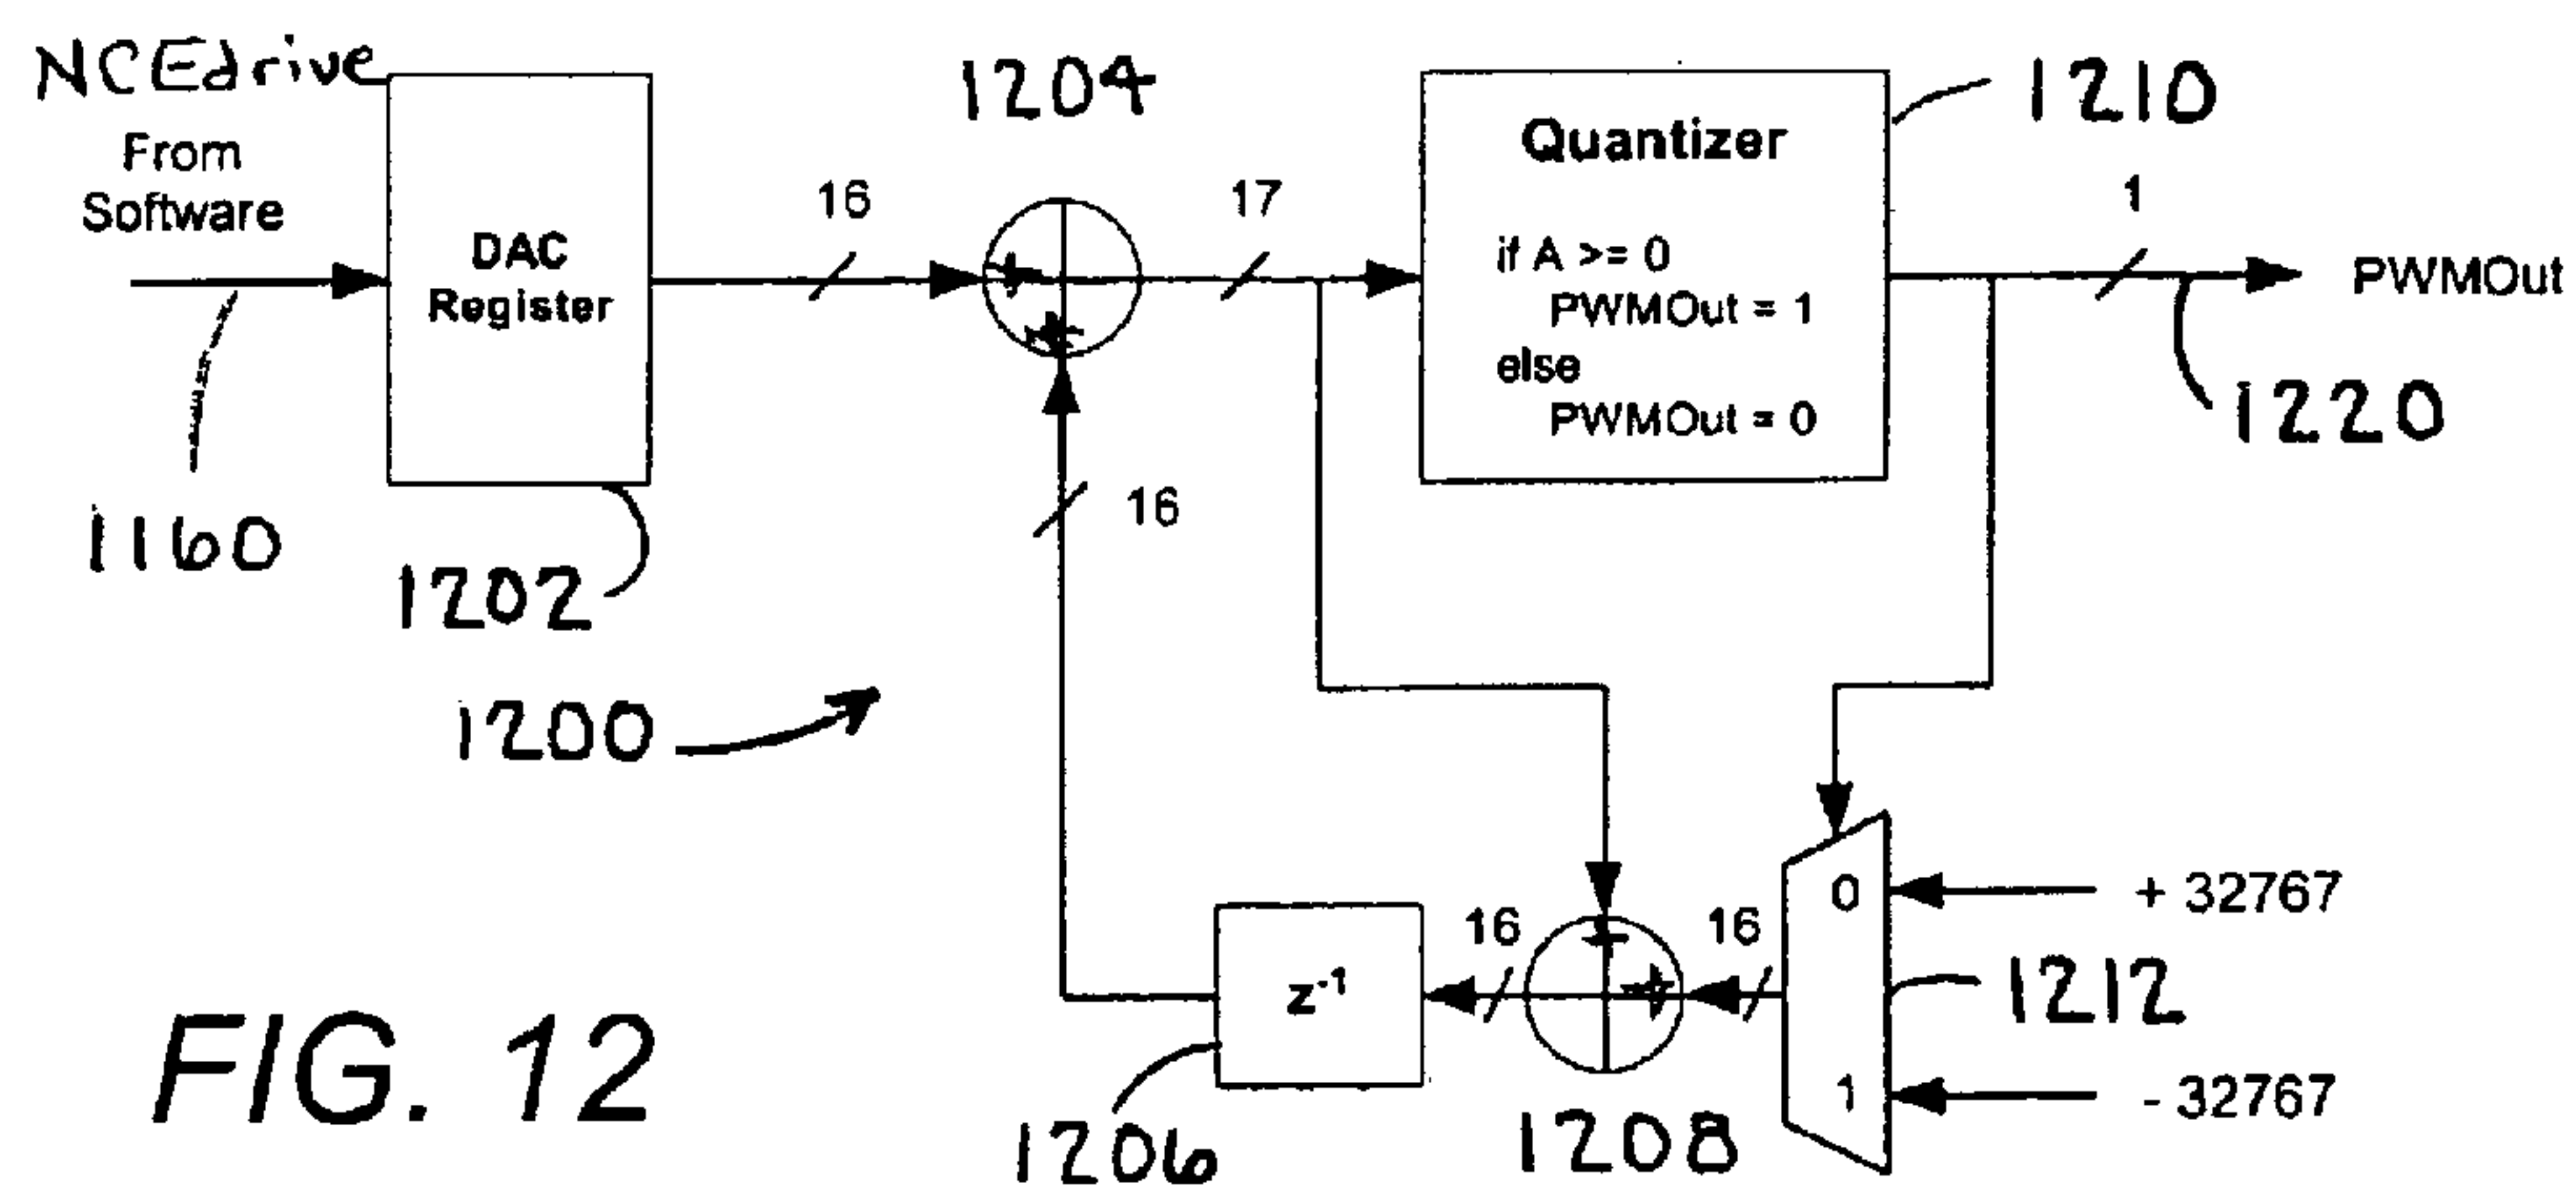 NCEdrive
From
Software
1160
DAC
Register
1202
16
1204
17
16
Quantizer
if A >= 0
PWMOut = 1
else
PWMOut = 0
1210
1
PWMOut
1220
1200
z-1
1206
16
1208
16
0
1
+ 32767
1212
- 32767
FIG. 12